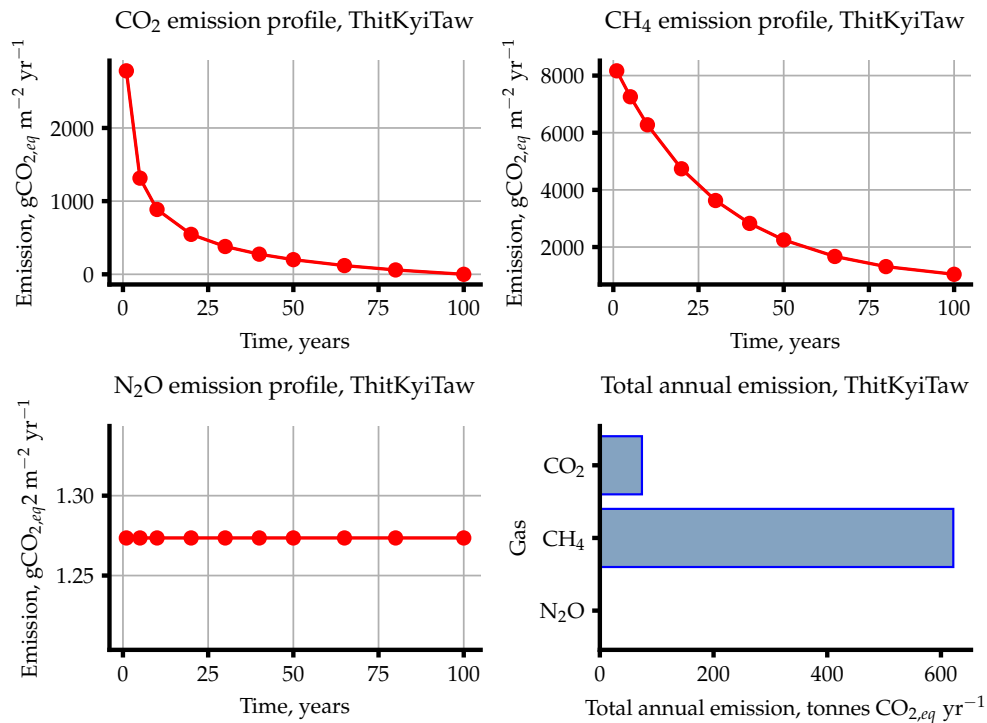 CO₂ emission profile, ThitKyiTaw
Emission, gCO₂,eq m⁻² yr⁻¹
2000
1000
0
0 25 50 75 100
Time, years
CH₄ emission profile, ThitKyiTaw
Emission, gCO₂,eq m⁻² yr⁻¹
8000
6000
4000
2000
0 25 50 75 100
Time, years
N₂O emission profile, ThitKyiTaw
Emission, gCO₂,eq2 m⁻² yr⁻¹
1.30
1.25
0 25 50 75 100
Time, years
Total annual emission, ThitKyiTaw
Gas
CO₂
CH₄
N₂O
0 200 400 600
Total annual emission, tonnes CO₂,eq yr⁻¹